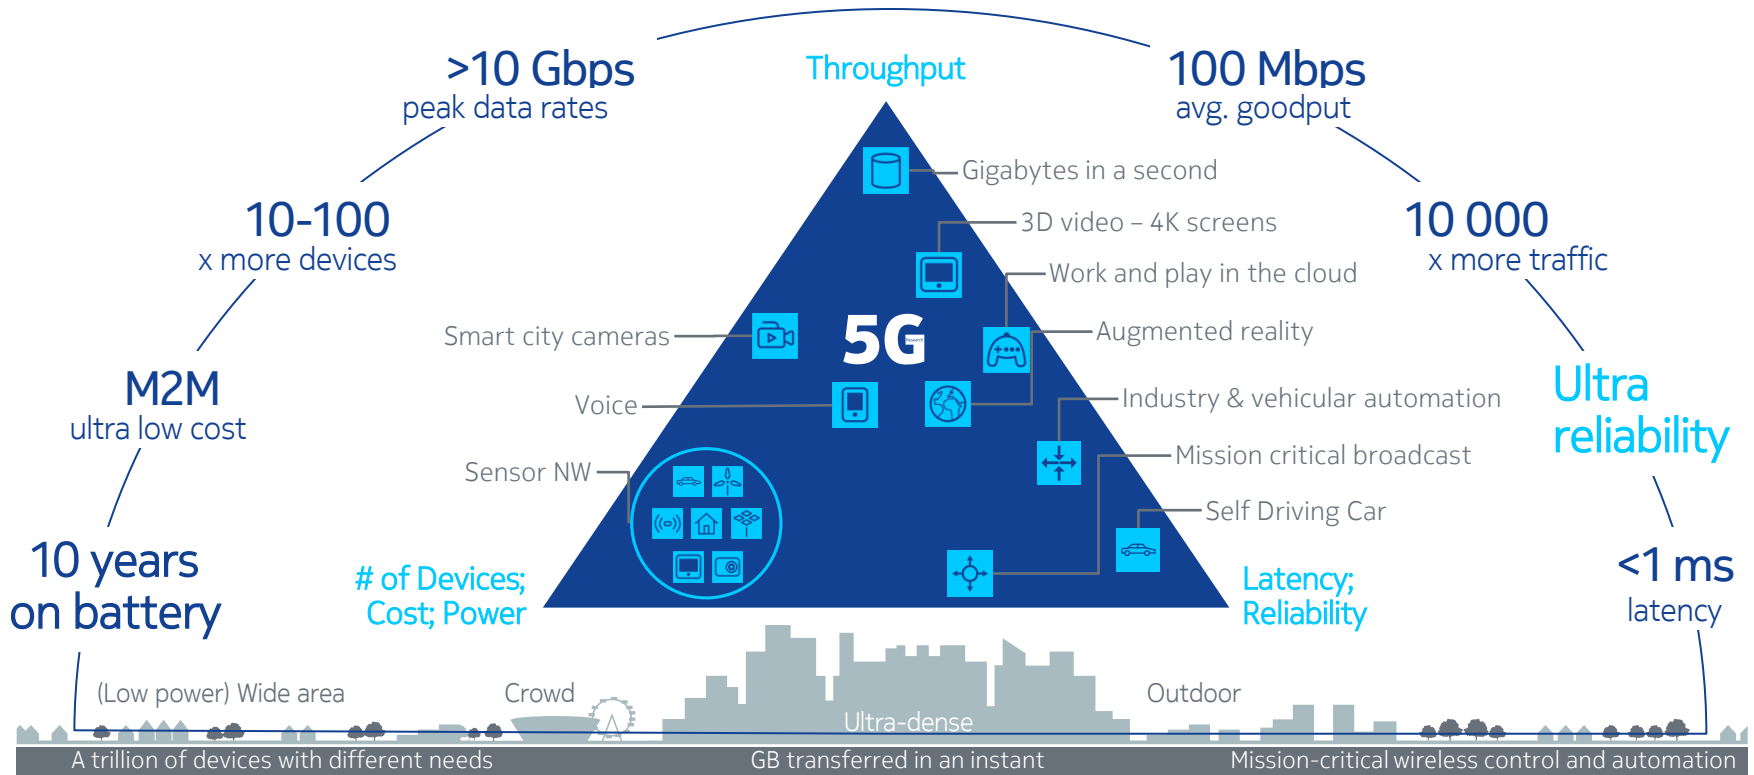 >10 Gbps
peak data rates
Throughput
100 Mbps
avg. goodput
10-100
x more devices
Gigabytes in a second
3D video – 4K screens
Work and play in the cloud
10 000
x more traffic
Smart city cameras
5G
Research
Augmented reality
M2M
ultra low cost
Voice
Industry & vehicular automation
Ultra
reliability
Sensor NW
Mission critical broadcast
Self Driving Car
10 years
on battery
# of Devices;
Cost; Power
Latency;
Reliability
<1 ms
latency
(Low power) Wide area
Crowd
Ultra-dense
Outdoor
A trillion of devices with different needs
GB transferred in an instant
Mission-critical wireless control and automation